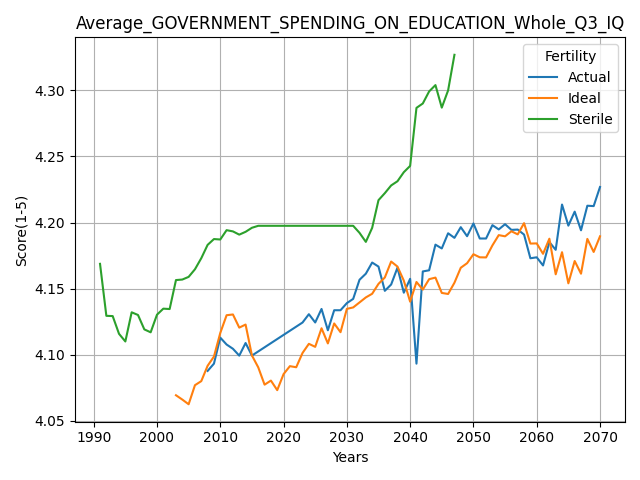 Average_GOVERNMENT_SPENDING_ON_EDUCATION_Whole_Q3_IQ
Fertility
Actual
Ideal
Sterile
Score(1-5)
4.30
4.25
4.20
4.15
4.10
4.05
1990 2000 2010 2020 2030 2040 2050 2060 2070
Years